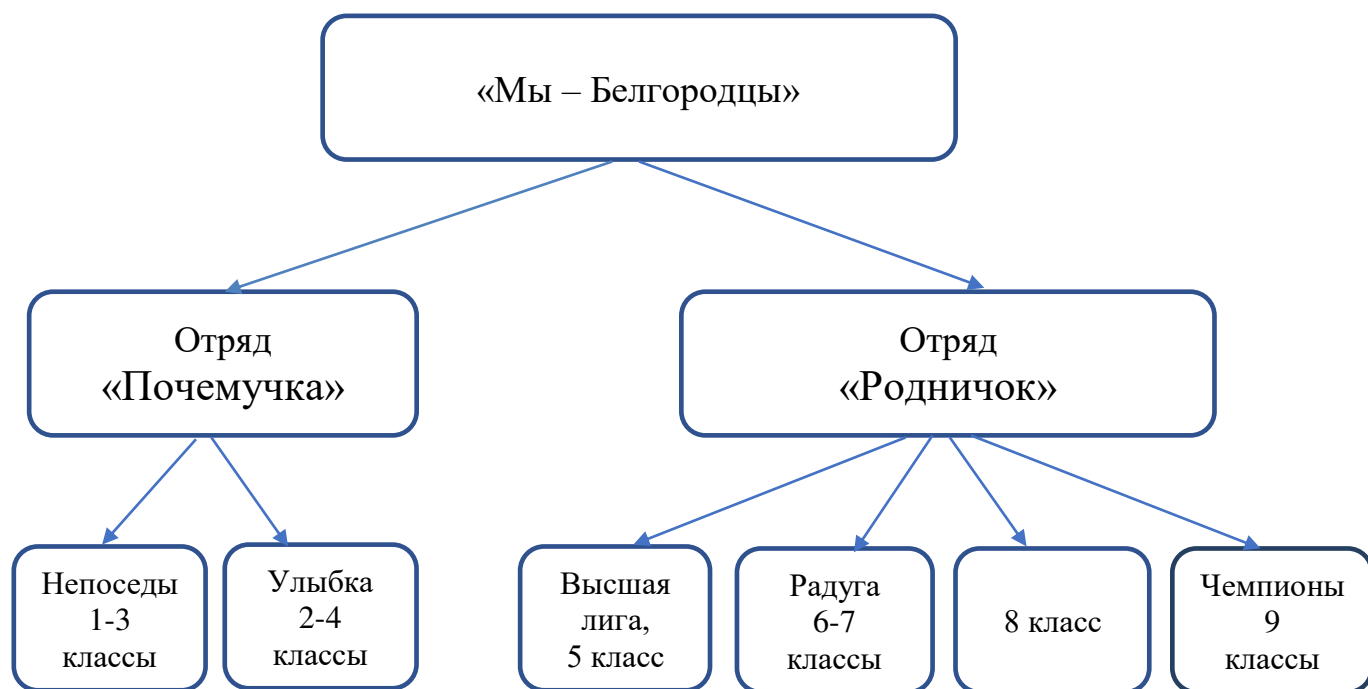 «Мы – Белгородцы»
Отряд
«Почемучка»
Отряд
«Родничок»
Непоседы
1-3
классы
Улыбка
2-4
классы
Высшая
лига,
5 класс
Радуга
6-7
классы
8 класс
Чемпионы
9
классы